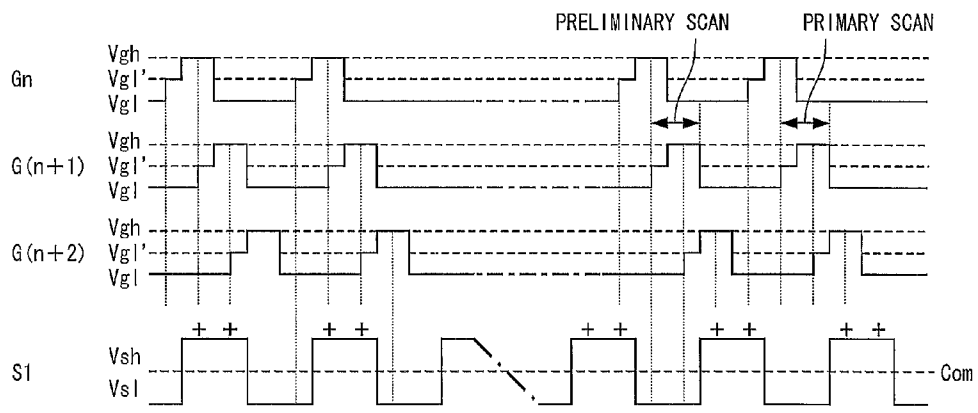 PRELIMINARY SCAN PRIMARY SCAN
Gn
Vgh
Vgl'
Vgl
G(n+1)
Vgh
Vgl'
Vgl
G(n+2)
Vgh
Vgl'
Vgl
+ + + + + + + + + +
S1
Vsh
Vsl
Com